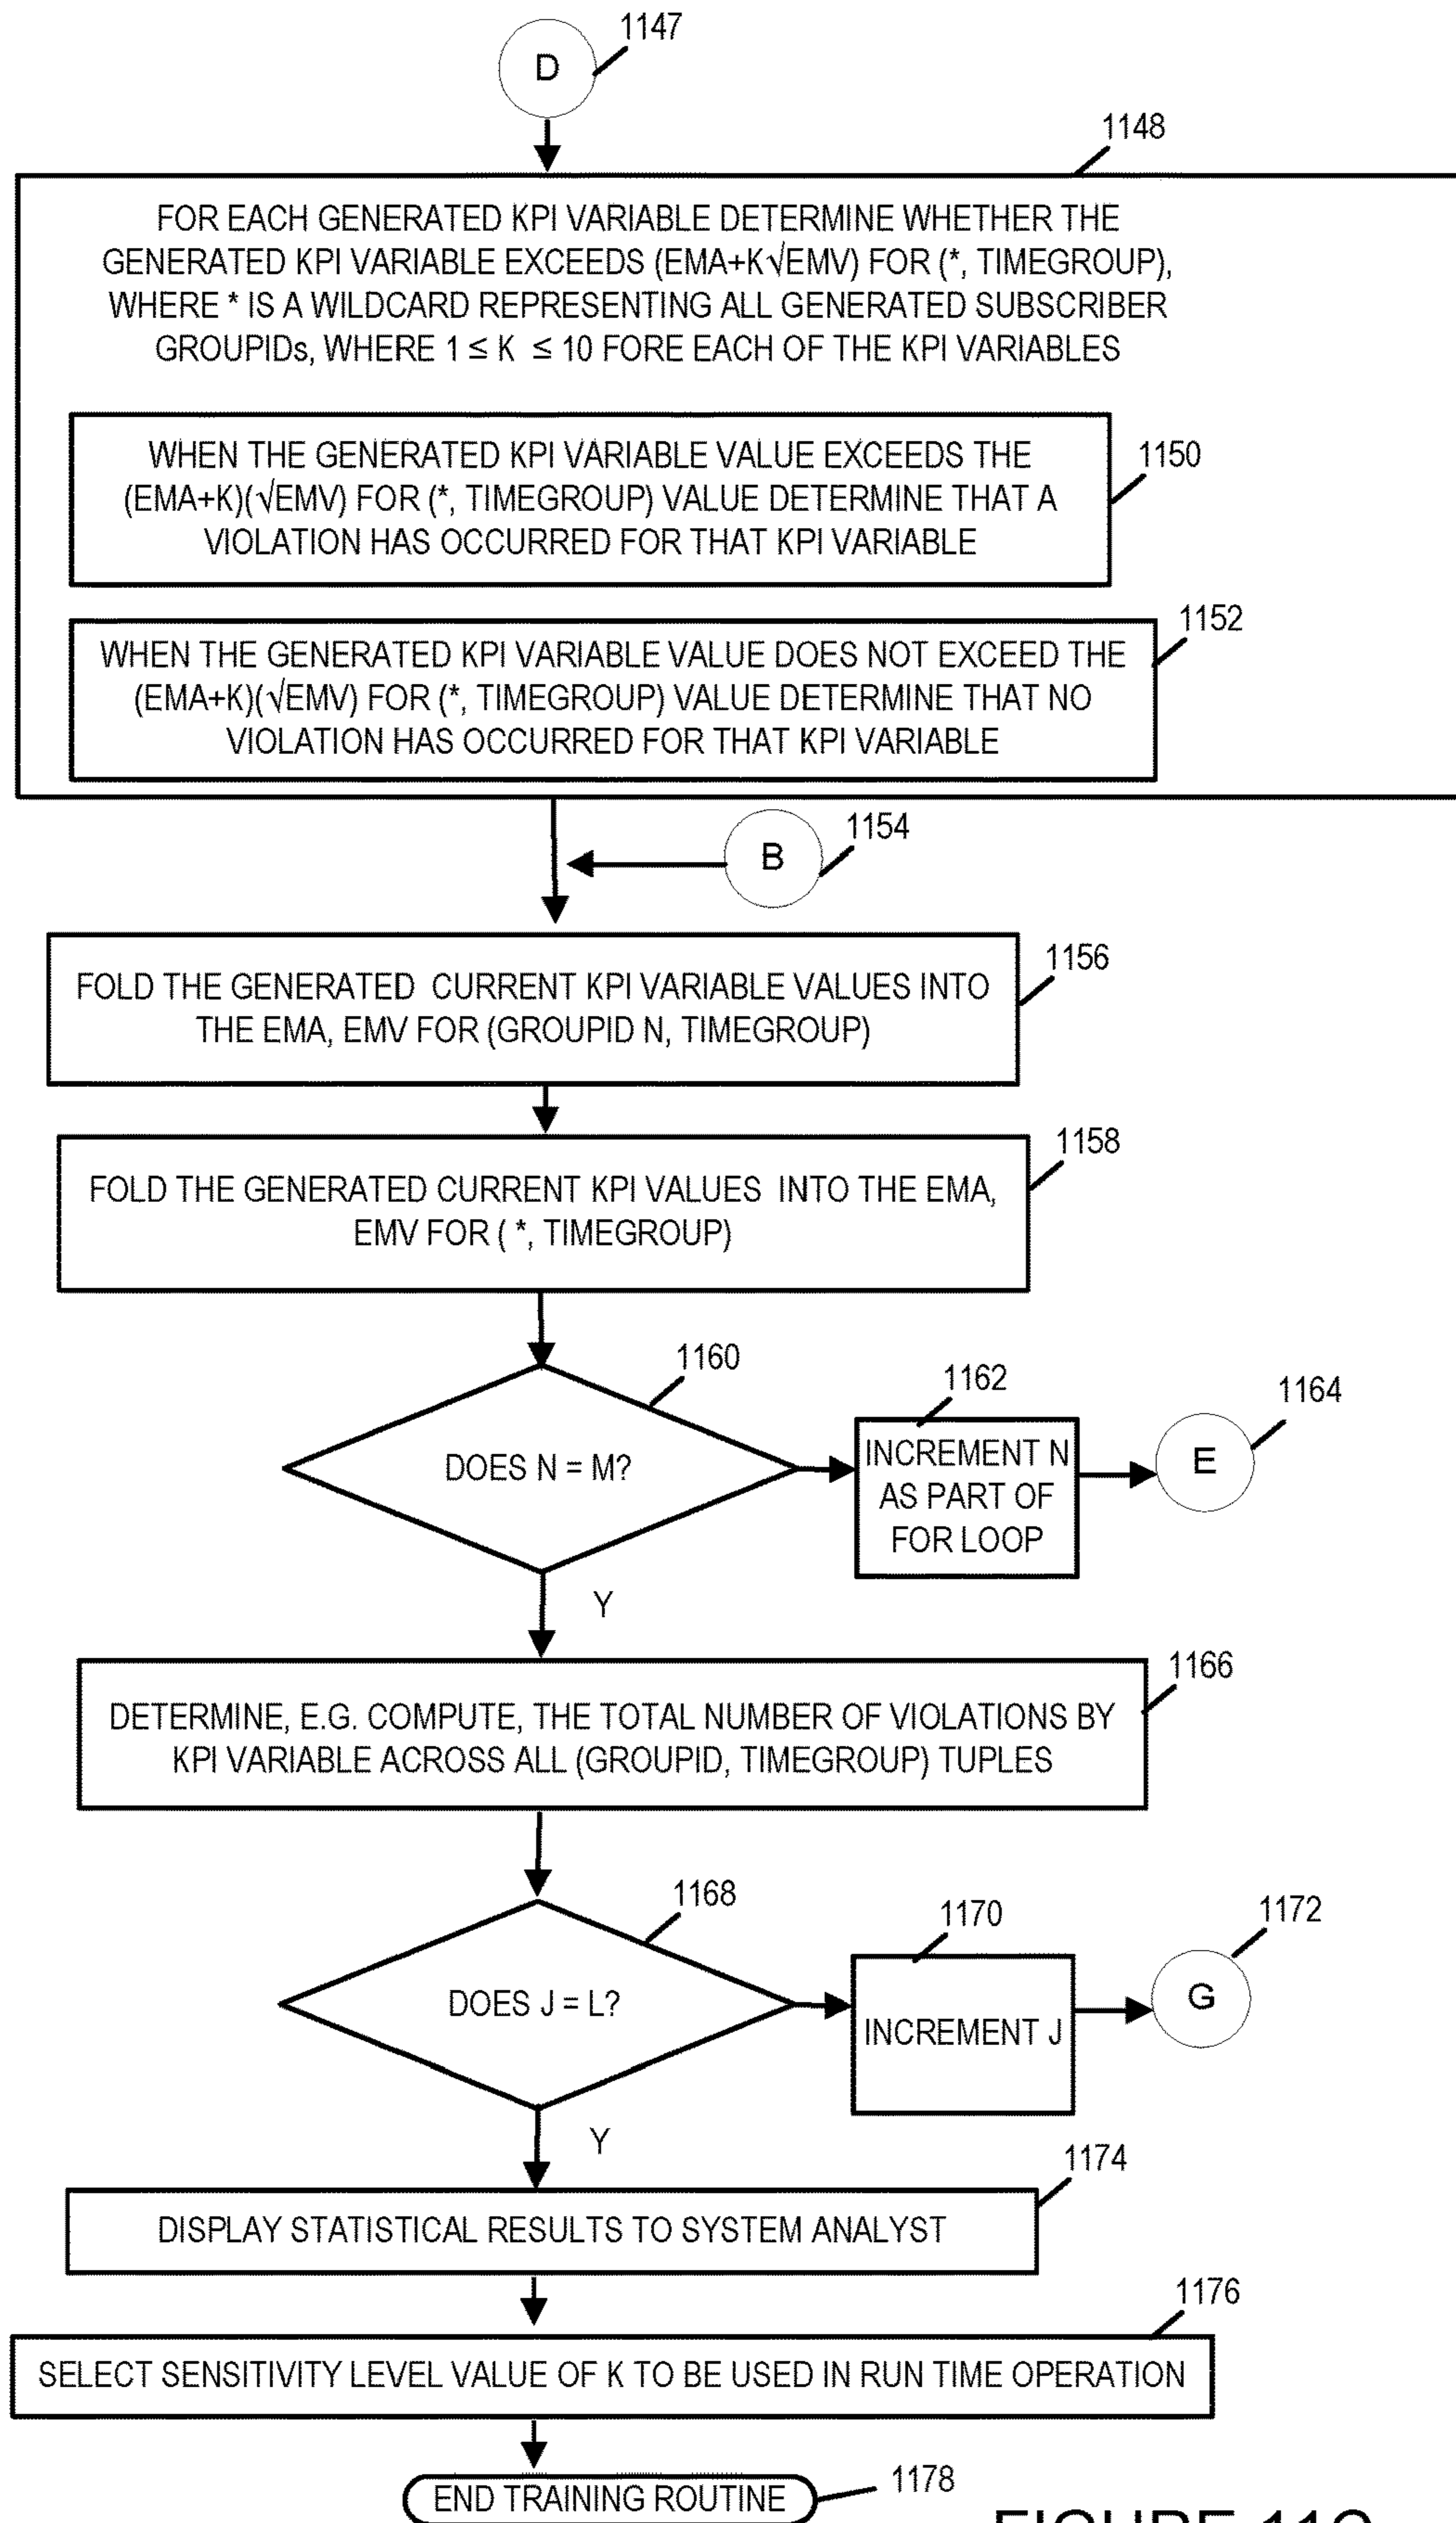 1147
D
1148
FOR EACH GENERATED KPI VARIABLE DETERMINE WHETHER THE
GENERATED KPI VARIABLE EXCEEDS (EMA+K√EMV) FOR (*, TIMEGROUP),
WHERE * IS A WILDCARD REPRESENTING ALL GENERATED SUBSCRIBER
GROUPIDs, WHERE 1 ≤ K ≤ 10 FORE EACH OF THE KPI VARIABLES
1150
WHEN THE GENERATED KPI VARIABLE VALUE EXCEEDS THE
(EMA+K)(√EMV) FOR (*, TIMEGROUP) VALUE DETERMINE THAT A
VIOLATION HAS OCCURRED FOR THAT KPI VARIABLE
1152
WHEN THE GENERATED KPI VARIABLE VALUE DOES NOT EXCEED THE
(EMA+K)(√EMV) FOR (*, TIMEGROUP) VALUE DETERMINE THAT NO
VIOLATION HAS OCCURRED FOR THAT KPI VARIABLE
1154
B
1156
FOLD THE GENERATED CURRENT KPI VARIABLE VALUES INTO
THE EMA, EMV FOR (GROUPID N, TIMEGROUP)
1158
FOLD THE GENERATED CURRENT KPI VALUES INTO THE EMA,
EMV FOR ( *, TIMEGROUP)
1160
DOES N = M?
1162
INCREMENT N
AS PART OF
FOR LOOP
1164
E
Y
1166
DETERMINE, E.G. COMPUTE, THE TOTAL NUMBER OF VIOLATIONS BY
KPI VARIABLE ACROSS ALL (GROUPID, TIMEGROUP) TUPLES
1168
DOES J = L?
1170
INCREMENT J
1172
G
Y
1174
DISPLAY STATISTICAL RESULTS TO SYSTEM ANALYST
1176
SELECT SENSITIVITY LEVEL VALUE OF K TO BE USED IN RUN TIME OPERATION
END TRAINING ROUTINE
1178